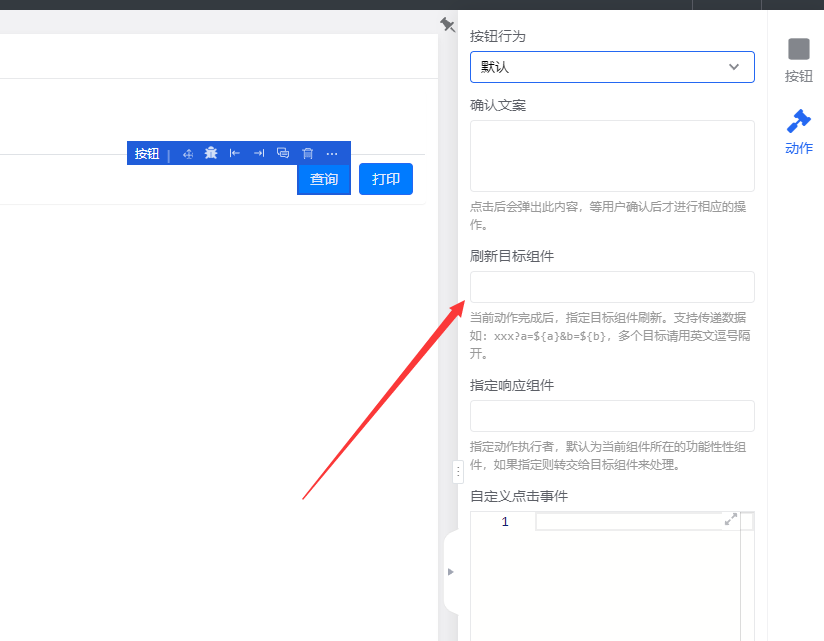 按钮行为
默认
按钮
确认文案
动作
按钮
查询
打印
点击后会弹出此内容，等用户确认后才进行相应的操
作。
刷新目标组件
当前动作完成后，指定目标组件刷新。支持传递数据
如：xxx?a=${a}&b=${b}，多个目标请用英文逗号隔
开。
指定响应组件
指定动作执行者，默认为当前组件所在的功能性性组
件，如果指定则转交给目标组件来处理。
自定义点击事件
1